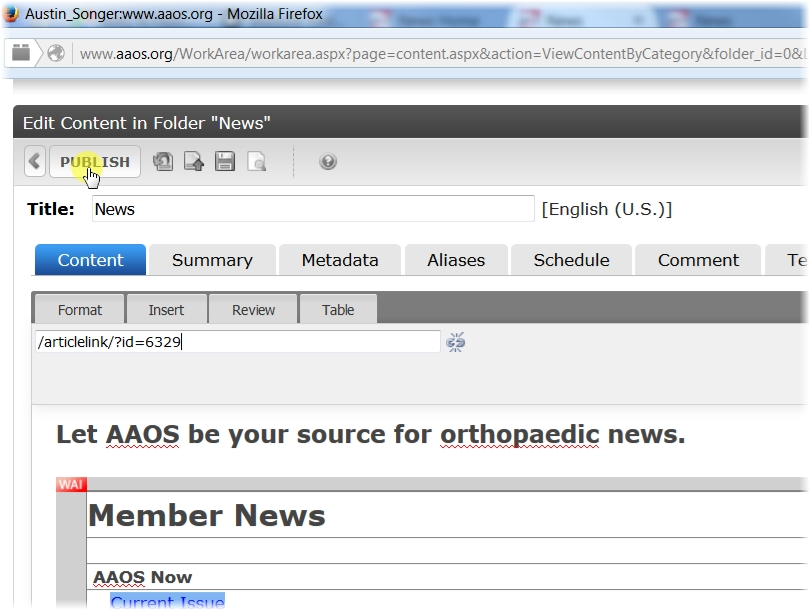 Austin_Songer:www.aaos.org - Mozilla Firefox
www.aaos.org/WorkArea/workarea.aspx?page=content.aspx&action=ViewContentByCategory&folder_id=0&
Edit Content in Folder "News"
PUBLISH
Title: News [English (U.S.)]
Content Summary Metadata Aliases Schedule Comment Te
Format Insert Review Table
/articlelink/?id=6329
Let AAOS be your source for orthopaedic news.
WAI
Member News
AAOS Now
Current Issue